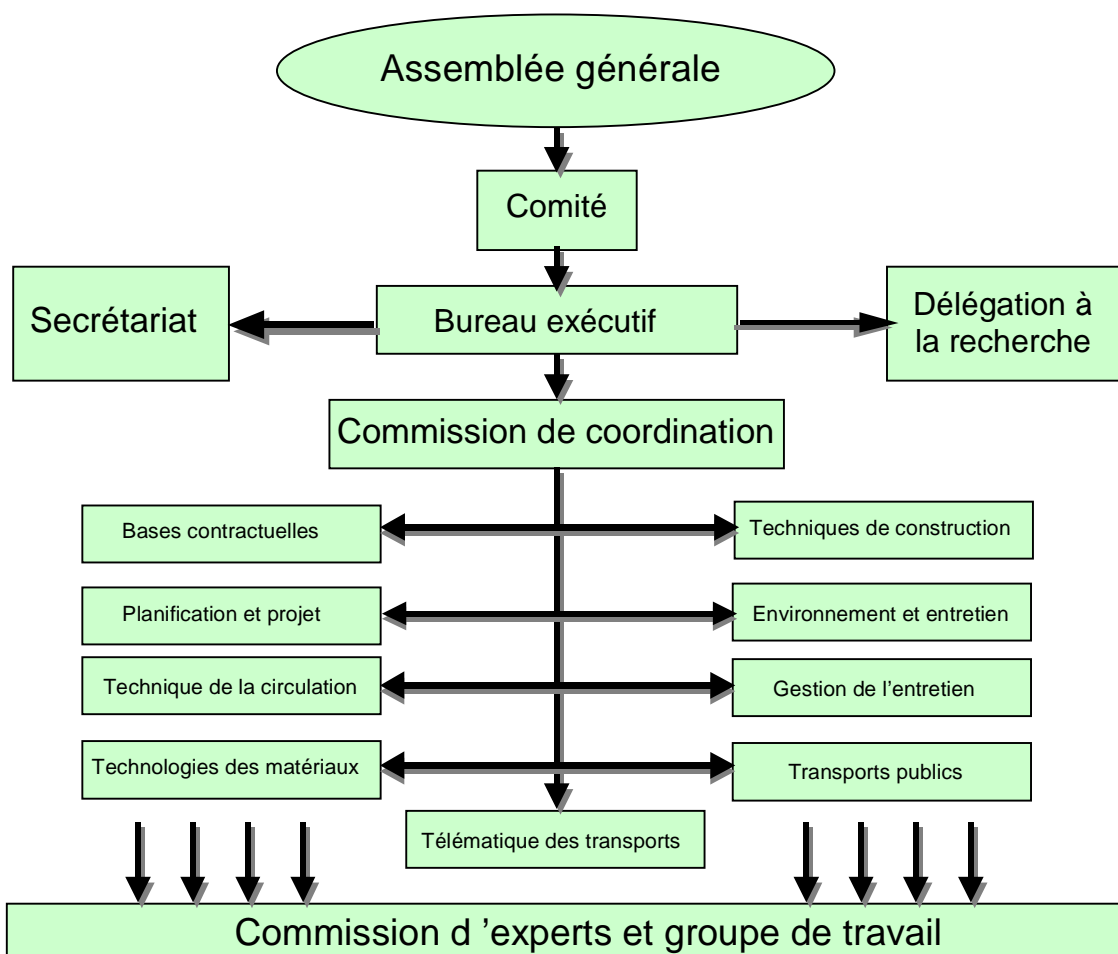 Assemblée générale
Comité
Secrétariat
Bureau exécutif
Délégation à
la recherche
Commission de coordination
Bases contractuelles
Techniques de construction
Planification et projet
Environnement et entretien
Technique de la circulation
Gestion de l’entretien
Technologies des matériaux
Transports publics
Télématique des transports
Commission d ’experts et groupe de travail